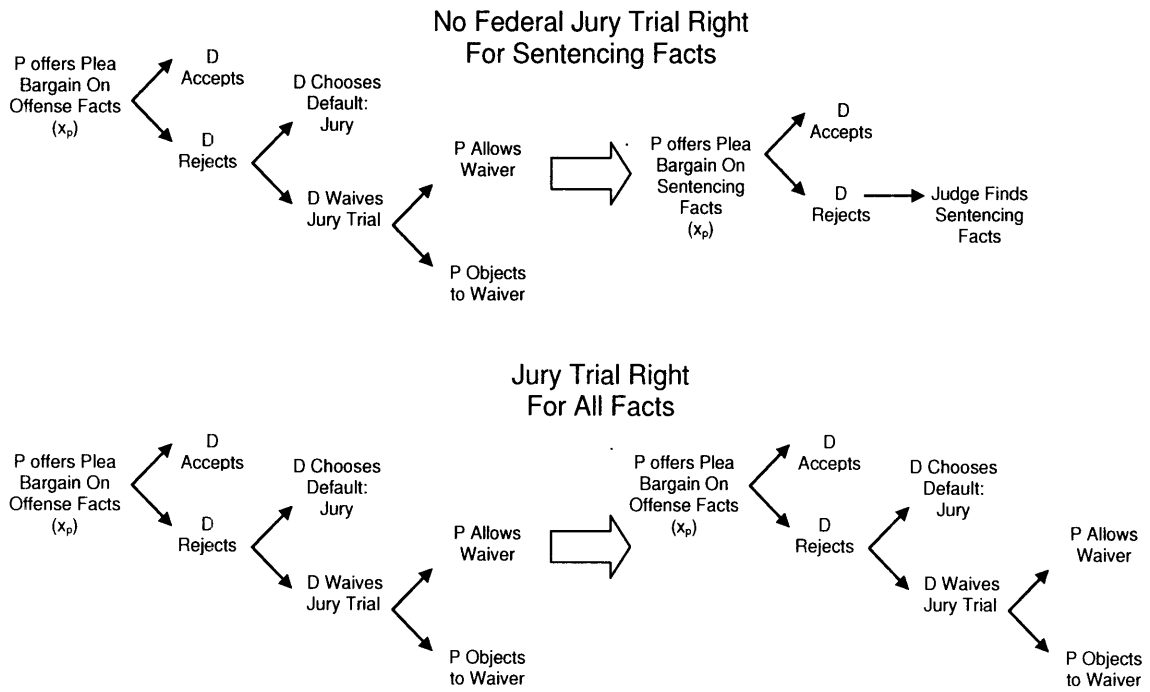 No Federal Jury Trial Right
For Sentencing Facts
P offers Plea
Bargain On
Offense Facts
(xp)
D
Accepts
D
Rejects
D Chooses
Default:
Jury
D Waives
Jury Trial
P Allows
Waiver
P Objects
to Waiver
P offers Plea
Bargain On
Sentencing
Facts
(xp)
D
Accepts
D
Rejects
Judge Finds
Sentencing
Facts
Jury Trial Right
For All Facts
P offers Plea
Bargain On
Offense Facts
(xp)
D
Accepts
D
Rejects
D Chooses
Default:
Jury
D Waives
Jury Trial
P Allows
Waiver
P Objects
to Waiver
P offers Plea
Bargain On
Offense Facts
(xp)
D
Accepts
D
Rejects
D Chooses
Default:
Jury
D Waives
Jury Trial
P Allows
Waiver
P Objects
to Waiver